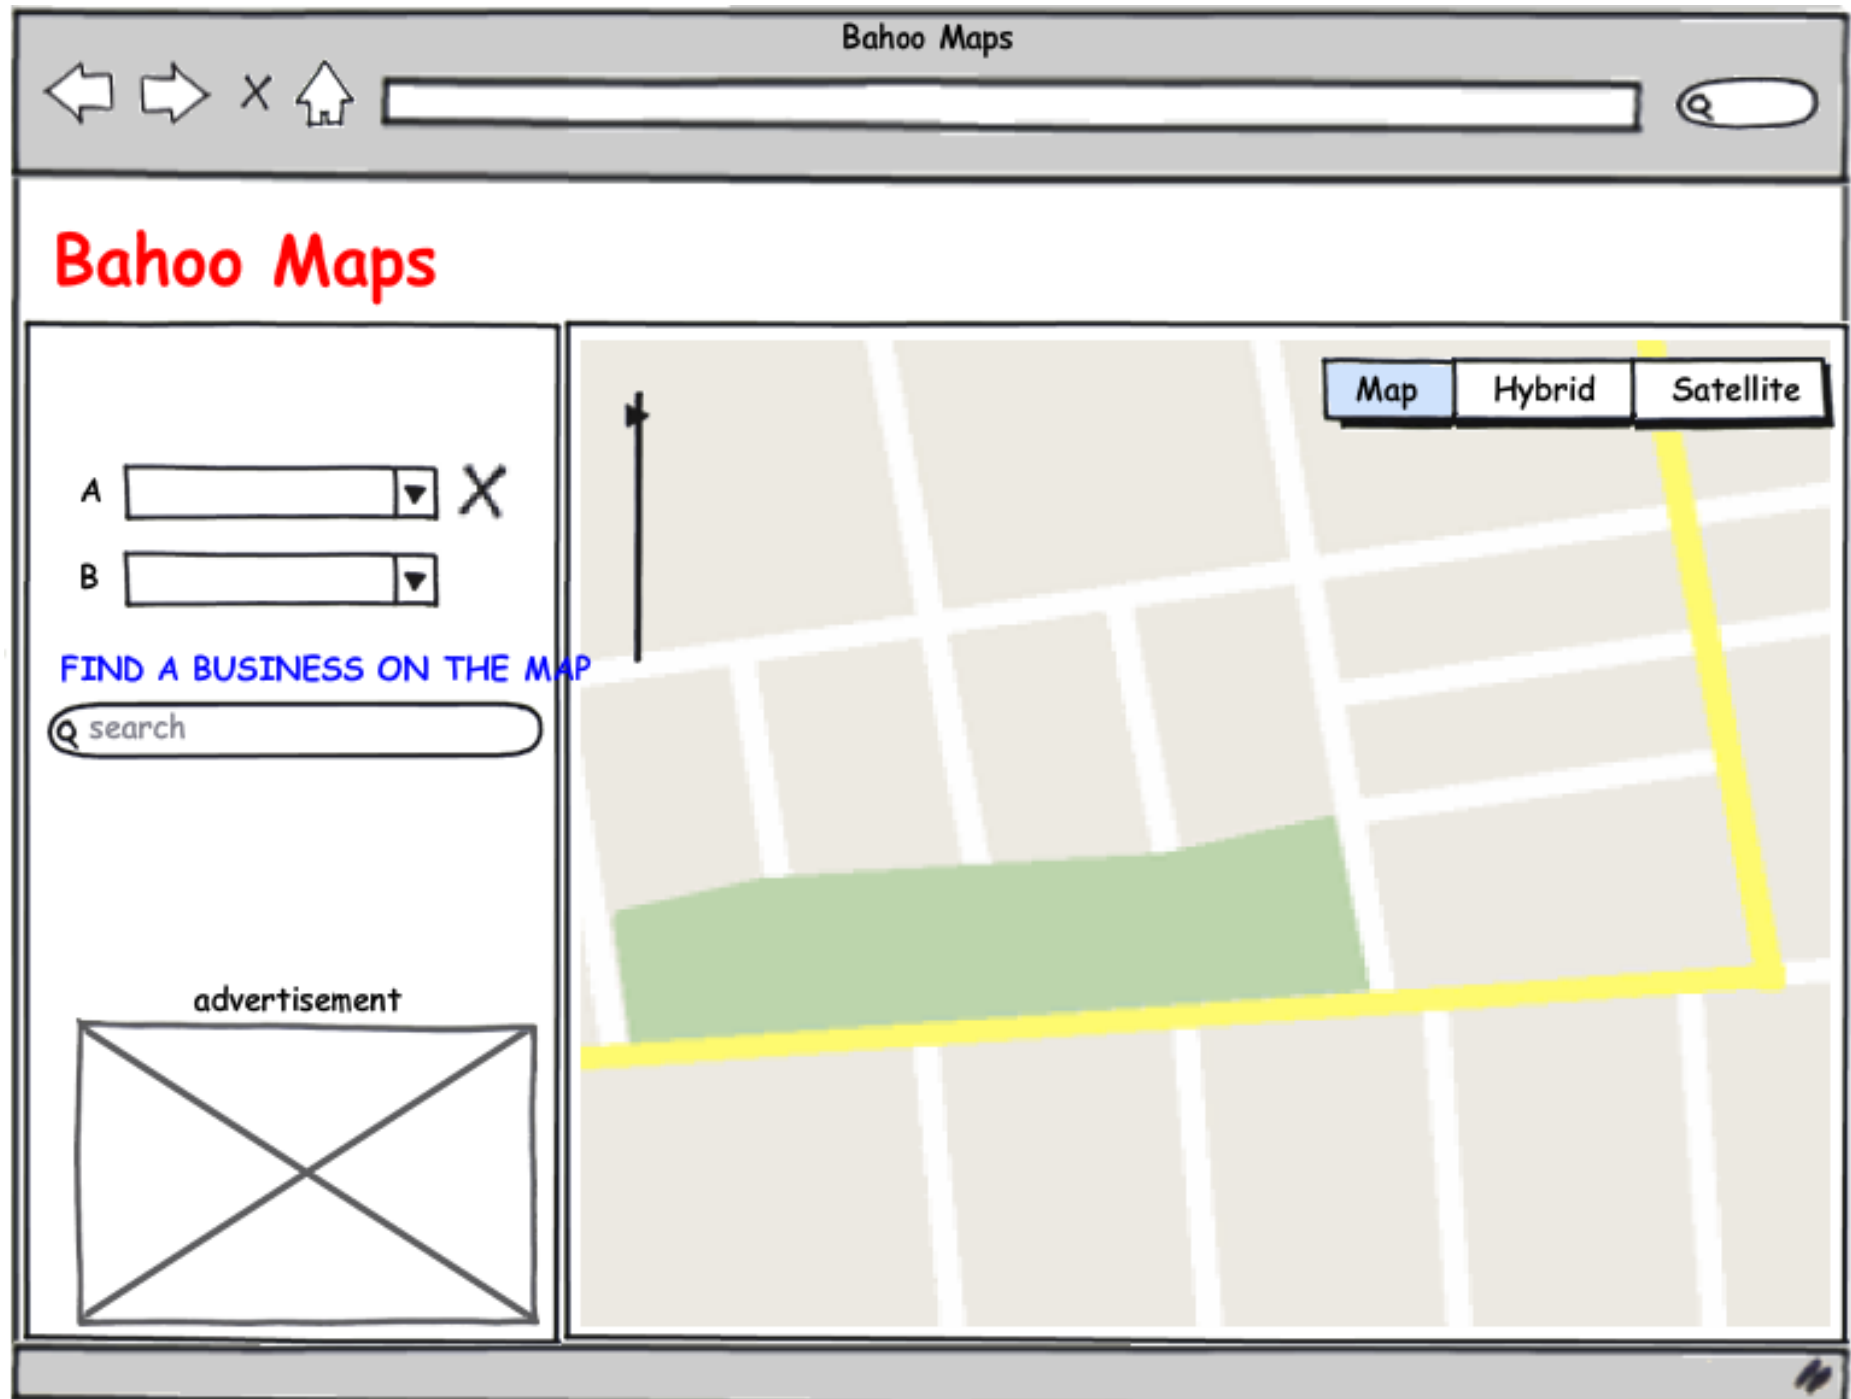 Bahoo Maps
Bahoo Maps
Map Hybrid Satellite
A
B
FIND A BUSINESS ON THE MAP
search
advertisement